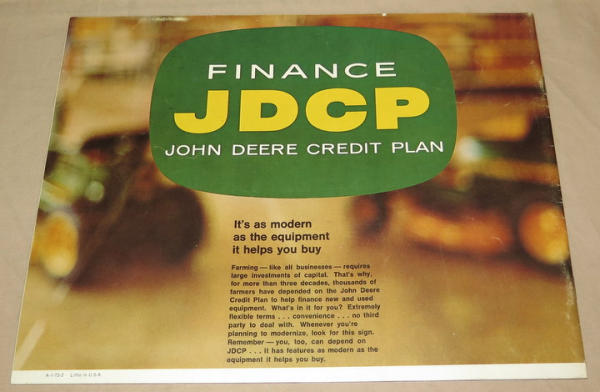 FINANCE
JDCP
JOHN DEERE CREDIT PLAN
It's as modern
as the equipment
it helps you buy
Farming — like all businesses — requires
large investments of capital. That's why,
for more than three decades, thousands of
farmers have depended on the John Deere
Credit Plan to help finance new and used
equipment. What's in it for you? Extremely
flexible terms . . . convenience . . . no third
party to deal with. Whenever you're
planning to modernize, look for this sign.
Remember — you, too, can depend on
JDCP . . . It has features as modern as the
equipment it helps you buy.
Litho in U.S.A